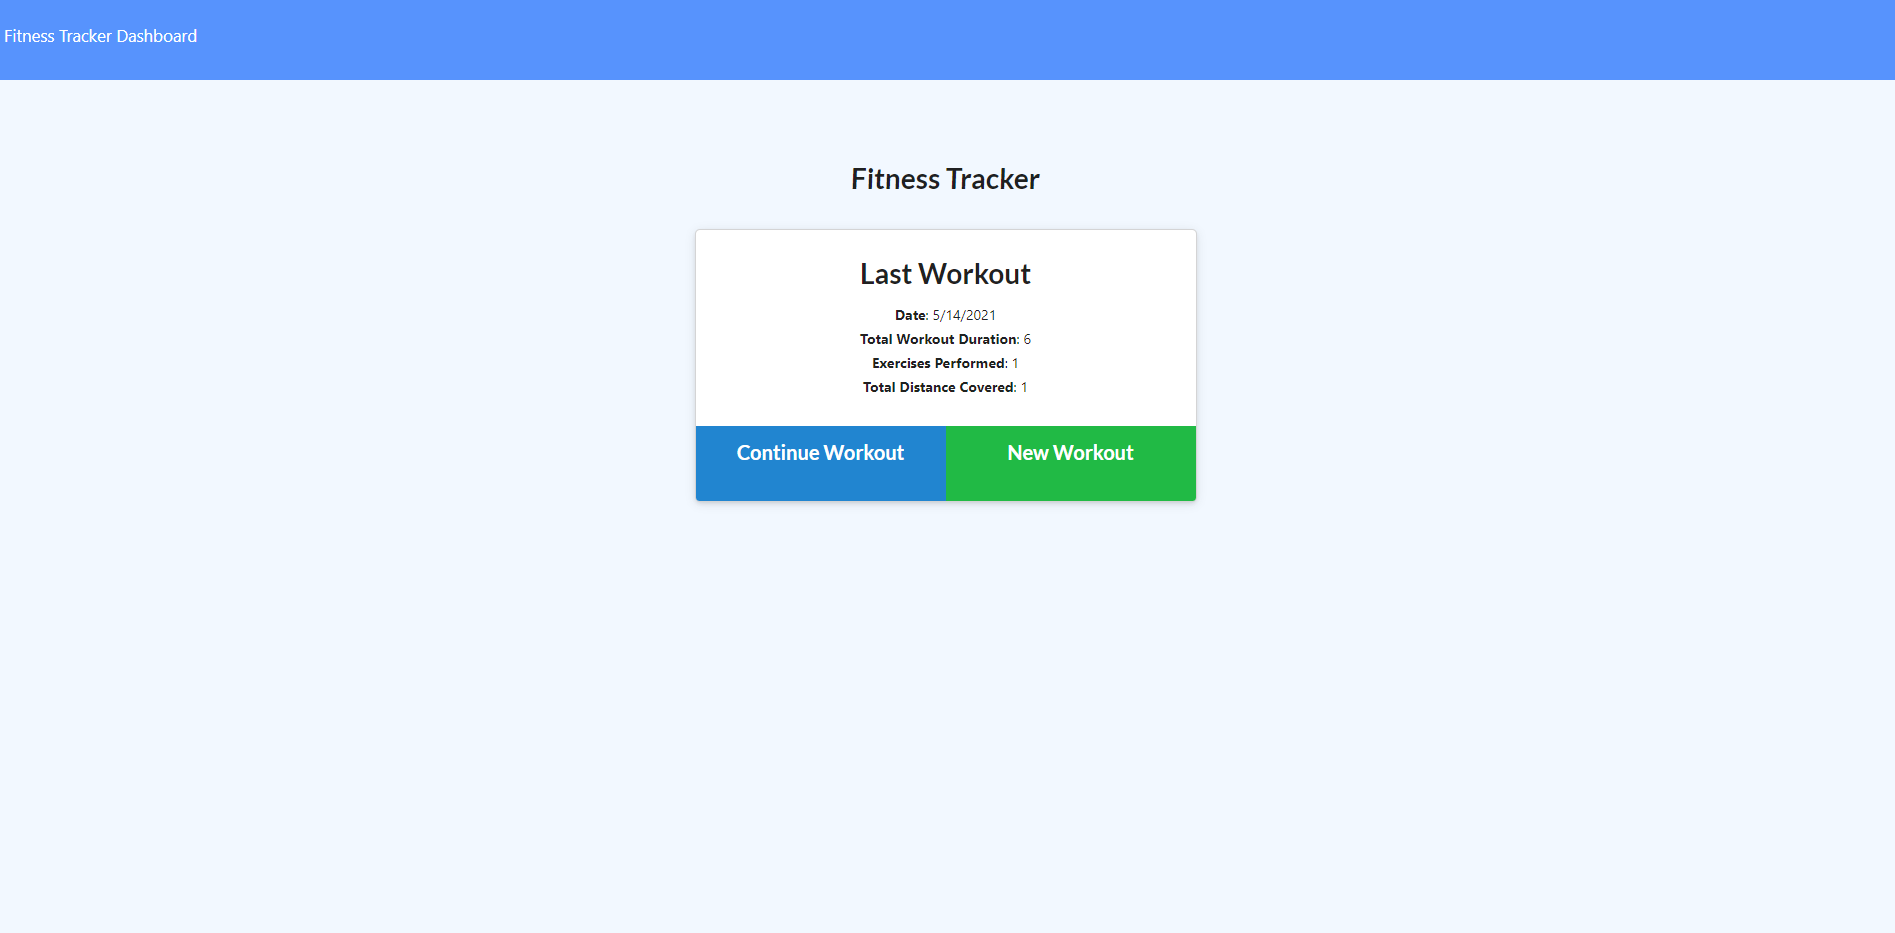 Fitness Tracker Dashboard
Fitness Tracker
Last Workout
Date: 5/14/2021
Total Workout Duration: 6
Exercises Performed: 1
Total Distance Covered: 1
Continue Workout
New Workout